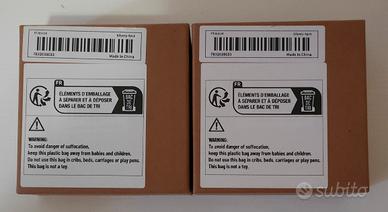 Made in China
Made in China
FR
ÉLÉMENTS D'EMBALLAGE
À SÉPARER ET À DÉPOSER
DANS LE BAC DE TRI
FR
ÉLÉMENTS D'EMBALLAGE
À SÉPARER ET À DÉPOSER
DANS LE BAC DE TRI
WARNING:
To avoid danger of suffocation,
keep this plastic bag away from babies and children.
Do not use this bag in cribs, beds, carriages or play pens.
This bag is not a toy.
WARNING:
To avoid danger of suffocation,
keep this plastic bag away from babies and children.
Do not use this bag in cribs, beds, carriages or play pens.
This bag is not a toy.
subito